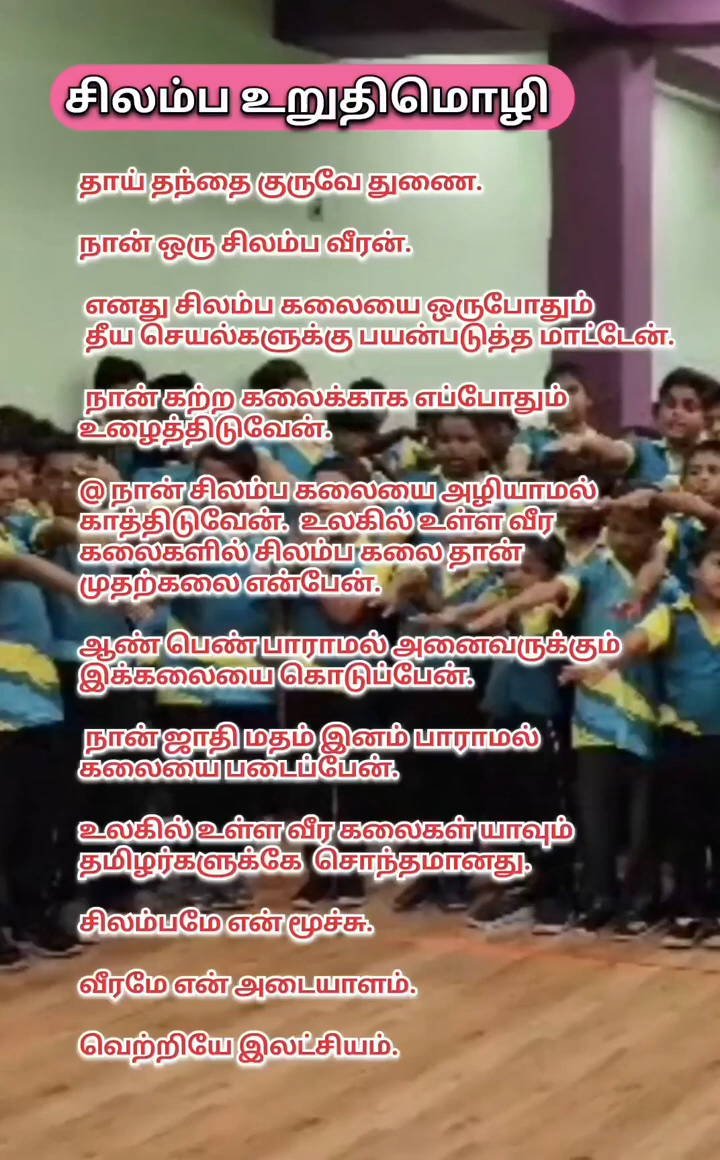 சிலம்ப உறுதிமொழி
தாய் தந்தை குருவே துணை.
நான் ஒரு சிலம்ப வீரன்.
எனது சிலம்ப கலையை ஒருபோதும்
தீய செயல்களுக்கு பயன்படுத்த மாட்டேன்.
நான் கற்ற கலைக்காக எப்போதும்
உழைத்திடுவேன்.
@ நான் சிலம்ப கலையை அழியாமல்
காத்திடுவேன். உலகில் உள்ள வீர
கலைகளில் சிலம்ப கலை தான்
முதற்கலை என்பேன்.
ஆண் பெண் பாராமல் அனைவருக்கும்
இக்கலையை கொடுப்பேன்.
நான் ஜாதி மதம் இனம் பாராமல்
கலையை படைப்பேன்.
உலகில் உள்ள வீர கலைகள் யாவும்
தமிழர்களுக்கே சொந்தமானது.
சிலம்பமே என் மூச்சு.
வீரமே என் அடையாளம்.
வெற்றியே இலட்சியம்.